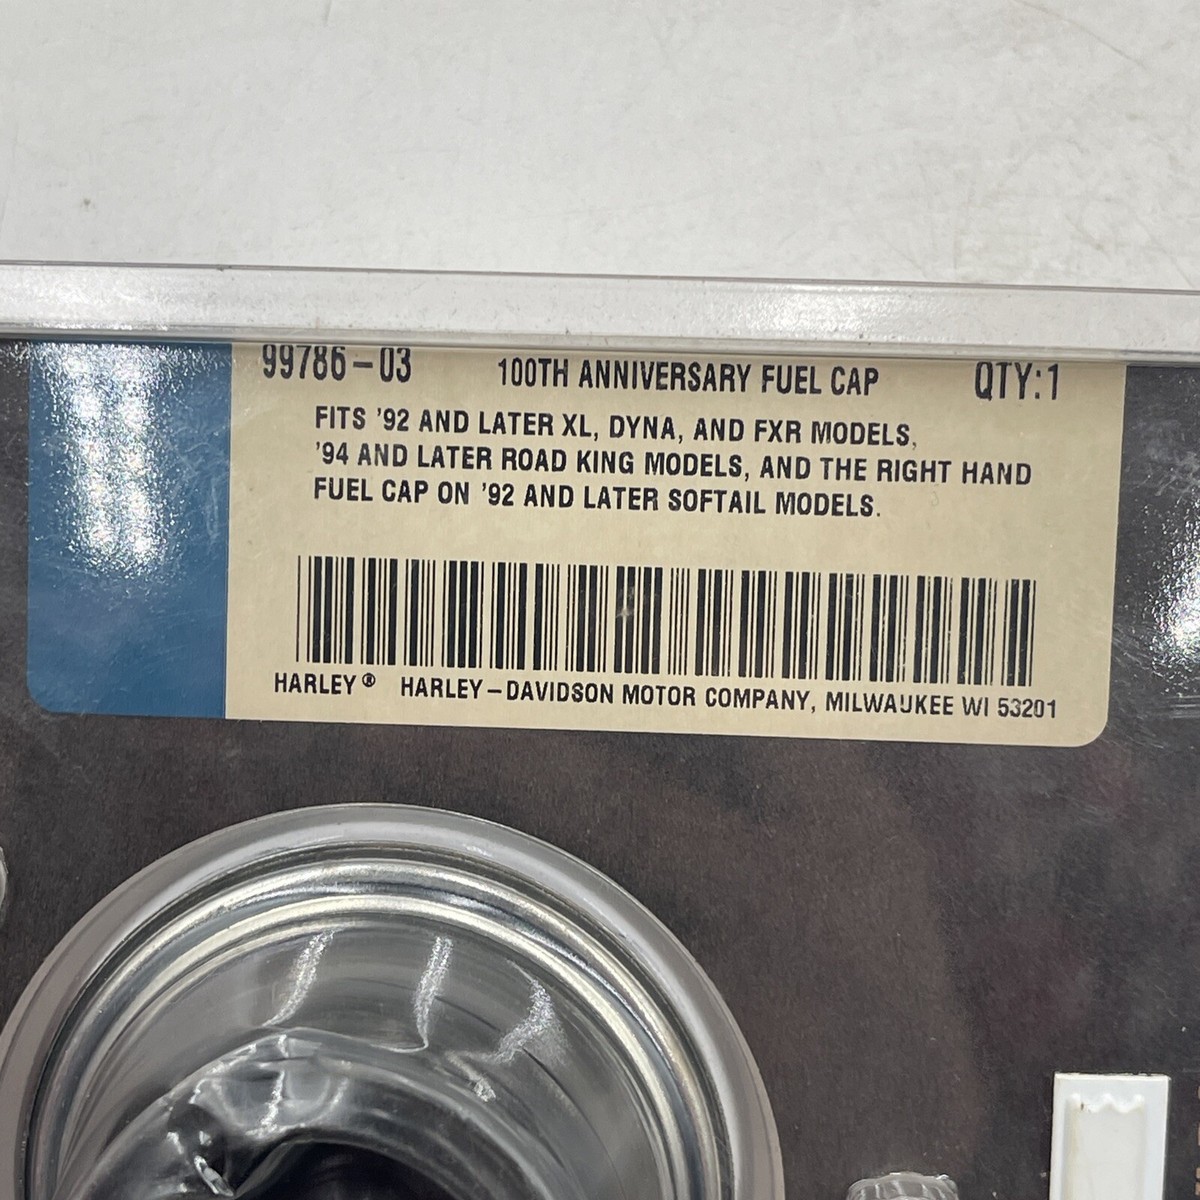 99786-03 100TH ANNIVERSARY FUEL CAP QTY:1
FITS '92 AND LATER XL, DYNA, AND FXR MODELS,
'94 AND LATER ROAD KING MODELS, AND THE RIGHT HAND
FUEL CAP ON '92 AND LATER SOFTAIL MODELS.
HARLEY® HARLEY-DAVIDSON MOTOR COMPANY, MILWAUKEE WI 53201